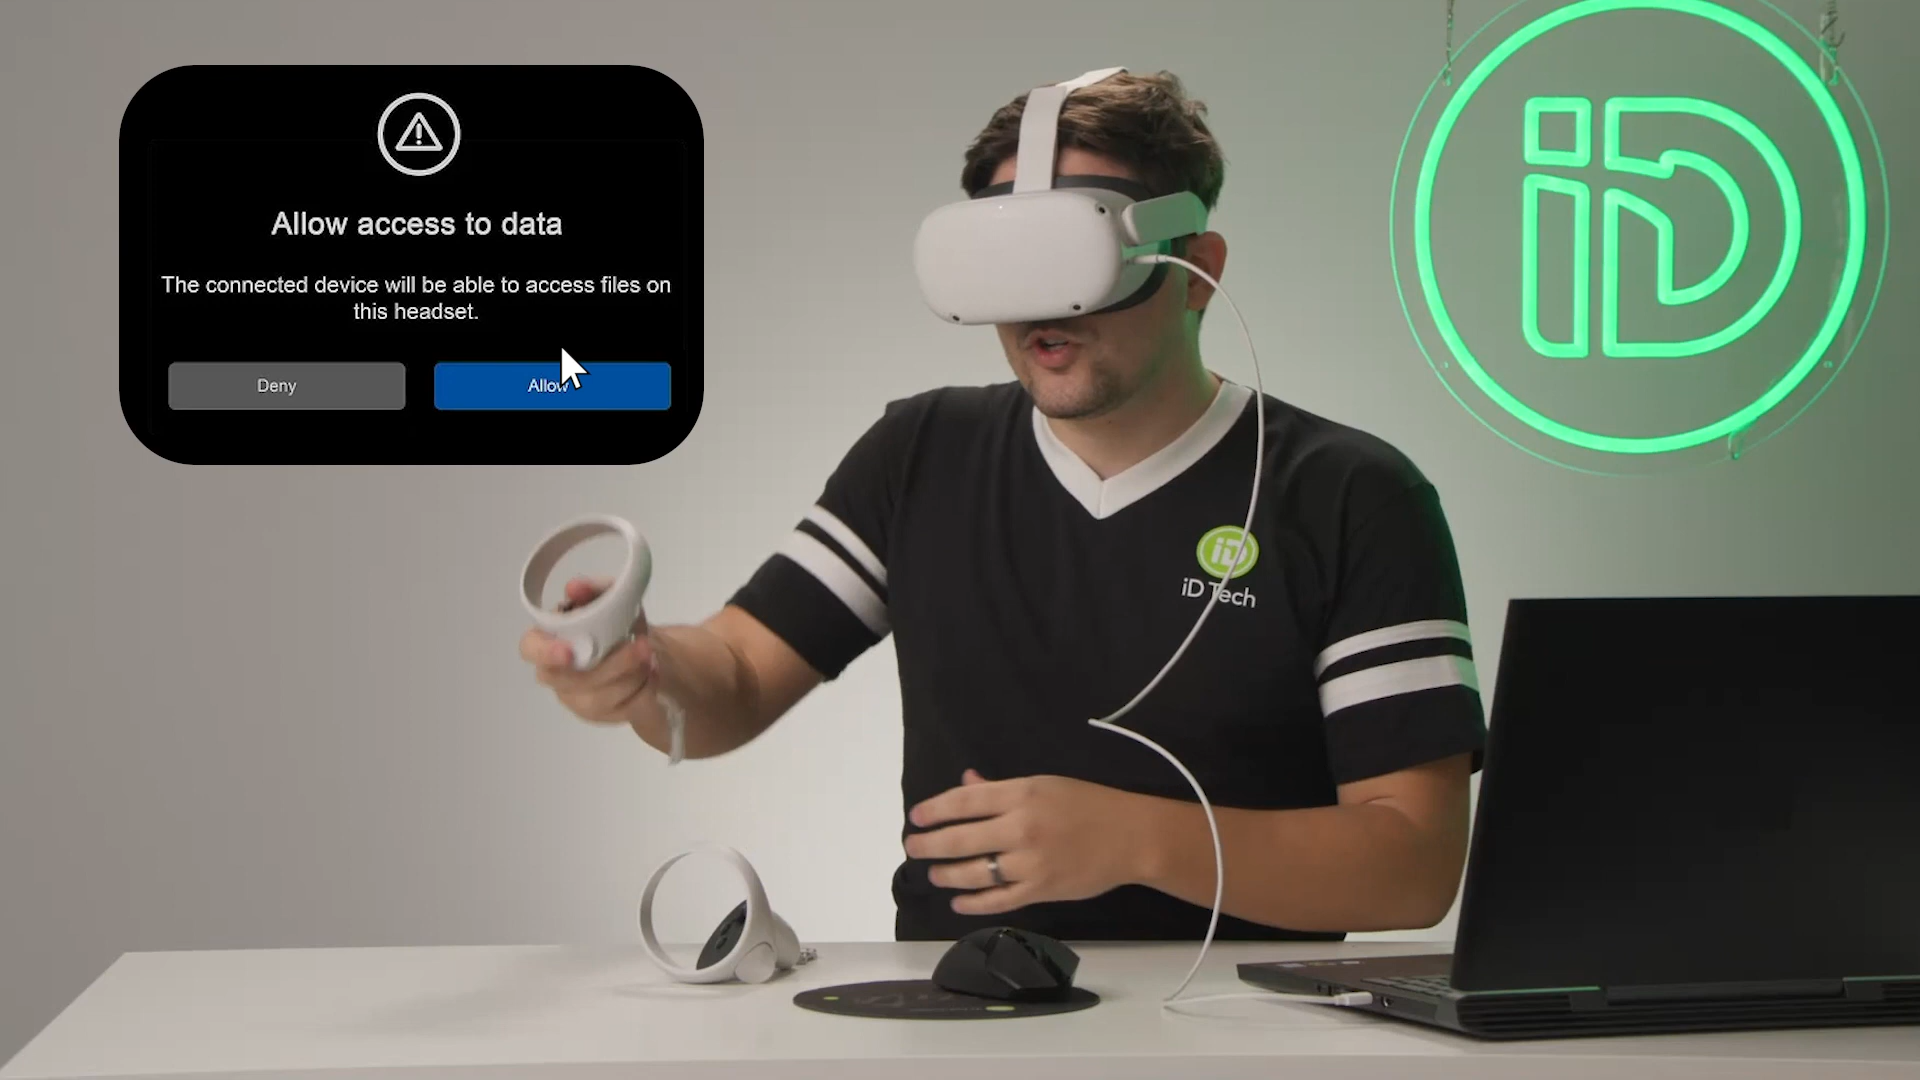 Allow access to data
The connected device will be able to access files on
this headset.
Deny
Allow
iD
iD
iD Tech